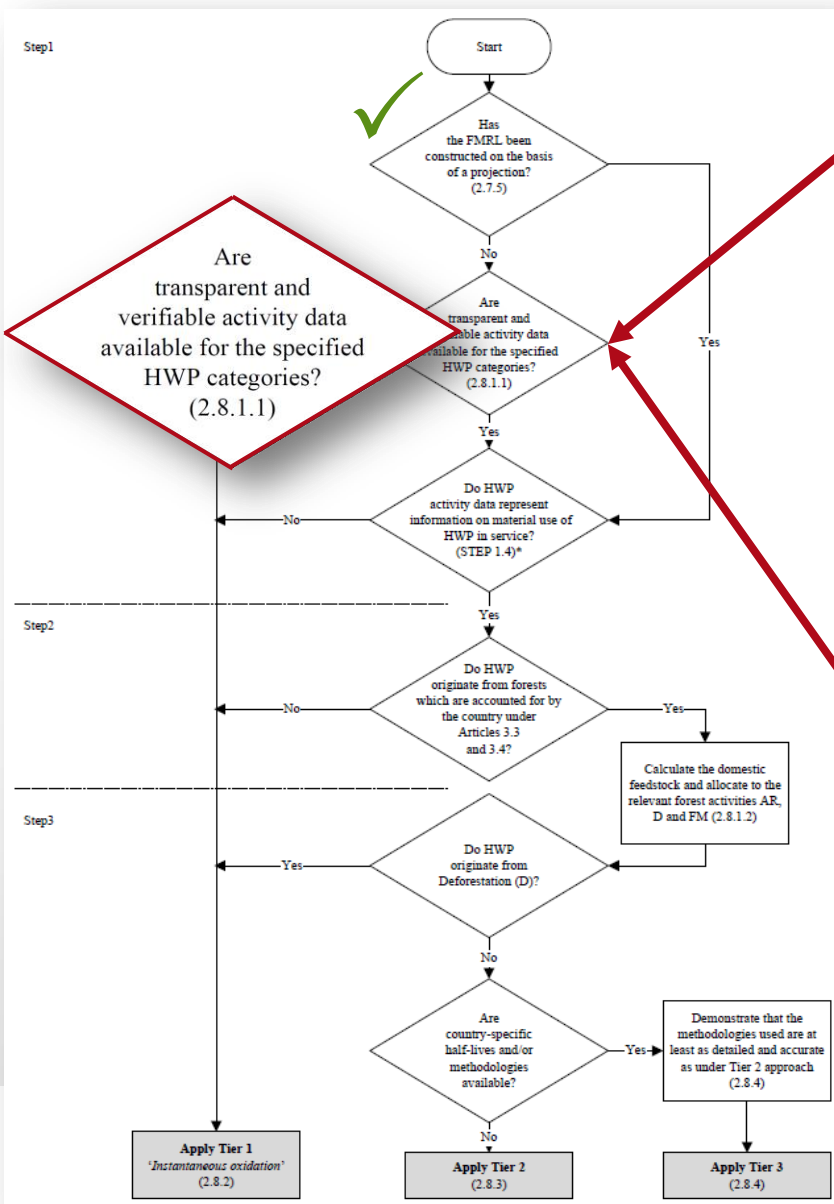 Step1
Start
Has
the FMRL been
constructed on the basis
of a projection?
(2.7.5)
No
Yes
Are
transparent and
verifiable activity data
available for the specified
HWP categories?
(2.8.1.1)
Are
transparent and
available for the specified
HWP categories?
(2.8.1.1)
Yes
Do HWP
activity data represent
information on material use of
HWP in service?
(STEP 1.4)*
No
Yes
Step2
Do HWP
originate from forests
which are accounted for by
the country under
Articles 3.3
and 3.4?
No
Yes
Calculate the domestic
feedstock and allocate to the
relevant forest activities AR,
D and FM (2.8.1.2)
Step3
Do HWP
originate from
Deforestation (D)?
Yes
No
Are
country-specific
half-lives and/or
methodologies
available?
Yes
Demonstrate that the
methodologies used are at
least as detailed and accurate
as under Tier 2 approach
(2.8.4)
No
Apply Tier 1
‘Instantaneous oxidation’
(2.8.2)
Apply Tier 2
(2.8.3)
Apply Tier 3
(2.8.4)